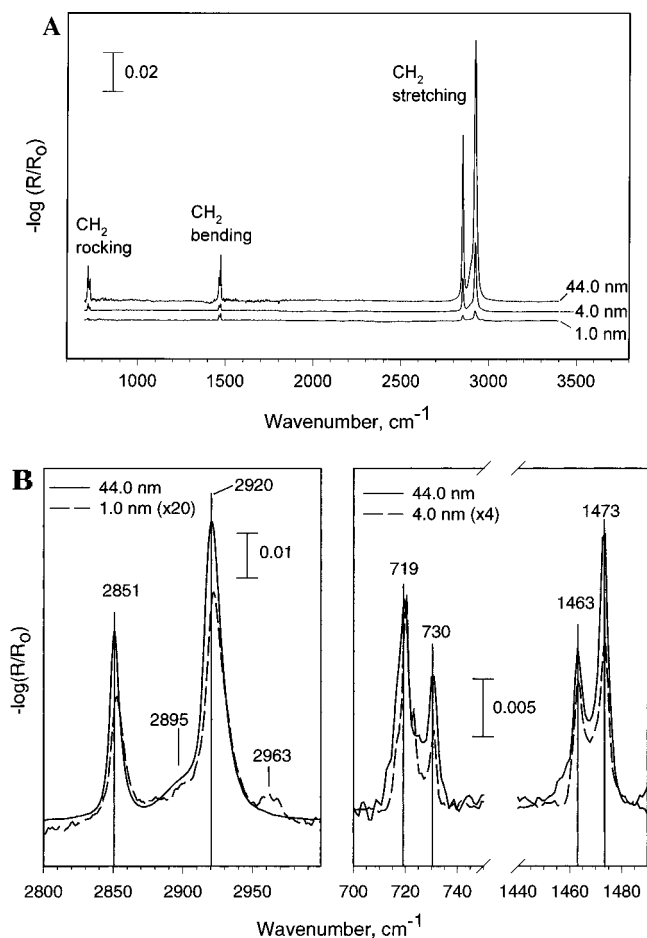 A
0.02
CH2
stretching
CH2
rocking
CH2
bending
44.0 nm
4.0 nm
1.0 nm
-log (R/R0)
1000 1500 2000 2500 3000 3500
Wavenumber, cm-1
B
44.0 nm
1.0 nm (x20)
2920
0.01
2851
2895
2963
44.0 nm
4.0 nm (x4)
719
730
1473
1463
0.005
-log(R/R0)
2800 2850 2900 2950
700 720 740 1440 1460 1480
Wavenumber, cm-1